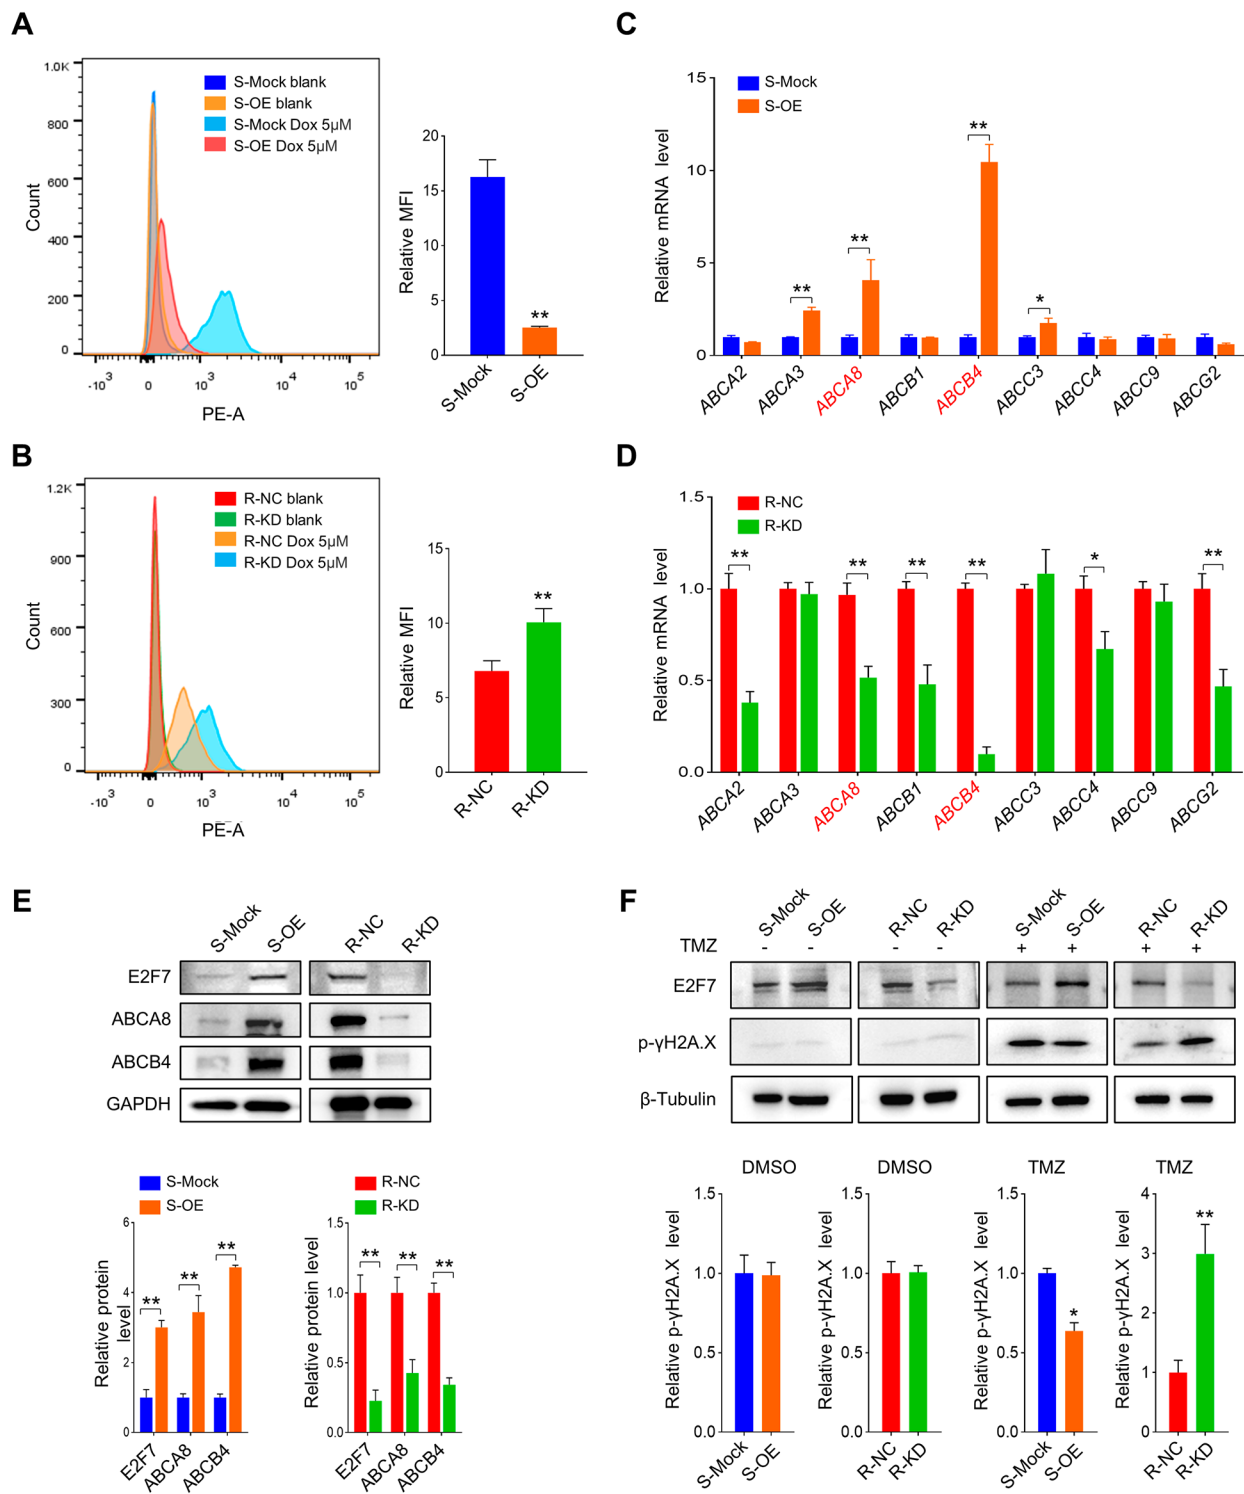 A
1.0K
800
600
400
200
0
Count
-10³
0
10³
10⁴
10⁵
PE-A
S-Mock blank
S-OE blank
S-Mock Dox 5μM
S-OE Dox 5μM
Relative MFI
20
15
10
5
0
**
S-Mock
S-OE
C
Relative mRNA level
15
10
5
0
S-Mock
S-OE
**
**
**
*
ABCA2
ABCA3
ABCA8
ABCB1
ABCB4
ABCC3
ABCC4
ABCC9
ABCG2
B
1.2K
900
600
300
0
Count
-10³
0
10³
10⁴
10⁵
PE-A
R-NC blank
R-KD blank
R-NC Dox 5μM
R-KD Dox 5μM
Relative MFI
15
10
5
0
**
R-NC
R-KD
D
Relative mRNA level
1.5
1.0
0.5
0.0
R-NC
R-KD
**
**
**
**
*
**
ABCA2
ABCA3
ABCA8
ABCB1
ABCB4
ABCC3
ABCC4
ABCC9
ABCG2
E
S-Mock
S-OE
R-NC
R-KD
E2F7
ABCA8
ABCB4
GAPDH
S-Mock
S-OE
Relative protein
level
6
4
2
0
**
**
**
E2F7
ABCA8
ABCB4
R-NC
R-KD
Relative protein level
1.5
1.0
0.5
0.0
**
**
**
E2F7
ABCA8
ABCB4
F
S-Mock
S-OE
R-NC
R-KD
S-Mock
S-OE
R-NC
R-KD
TMZ - - - - + + + +
E2F7
p-γH2A.X
β-Tubulin
DMSO
Relative p-γH2A.X level
1.5
1.0
0.5
0.0
S-Mock
S-OE
DMSO
Relative p-γH2A.X level
1.5
1.0
0.5
0.0
R-NC
R-KD
TMZ
Relative p-γH2A.X level
1.5
1.0
0.5
0.0
*
S-Mock
S-OE
TMZ
Relative p-γH2A.X level
4
3
2
1
0
**
R-NC
R-KD